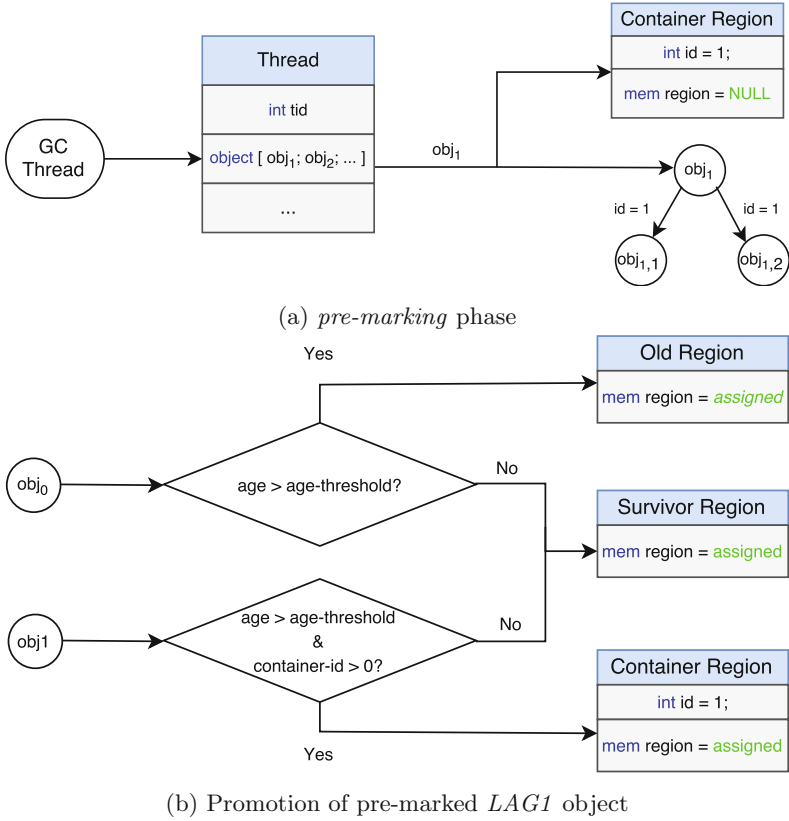 Container Region
int id = 1;
mem region = NULL
Thread
int tid
object [ obj1; obj2; ... ]
...
GC
Thread
obj1
obj1
id = 1
id = 1
obj1,1
obj1,2
(a) pre-marking phase
Yes
Old Region
mem region = assigned
obj0
age > age-threshold?
No
Survivor Region
mem region = assigned
obj1
age > age-threshold
&
container-id > 0?
No
Container Region
int id = 1;
mem region = assigned
Yes
(b) Promotion of pre-marked LAG1 object